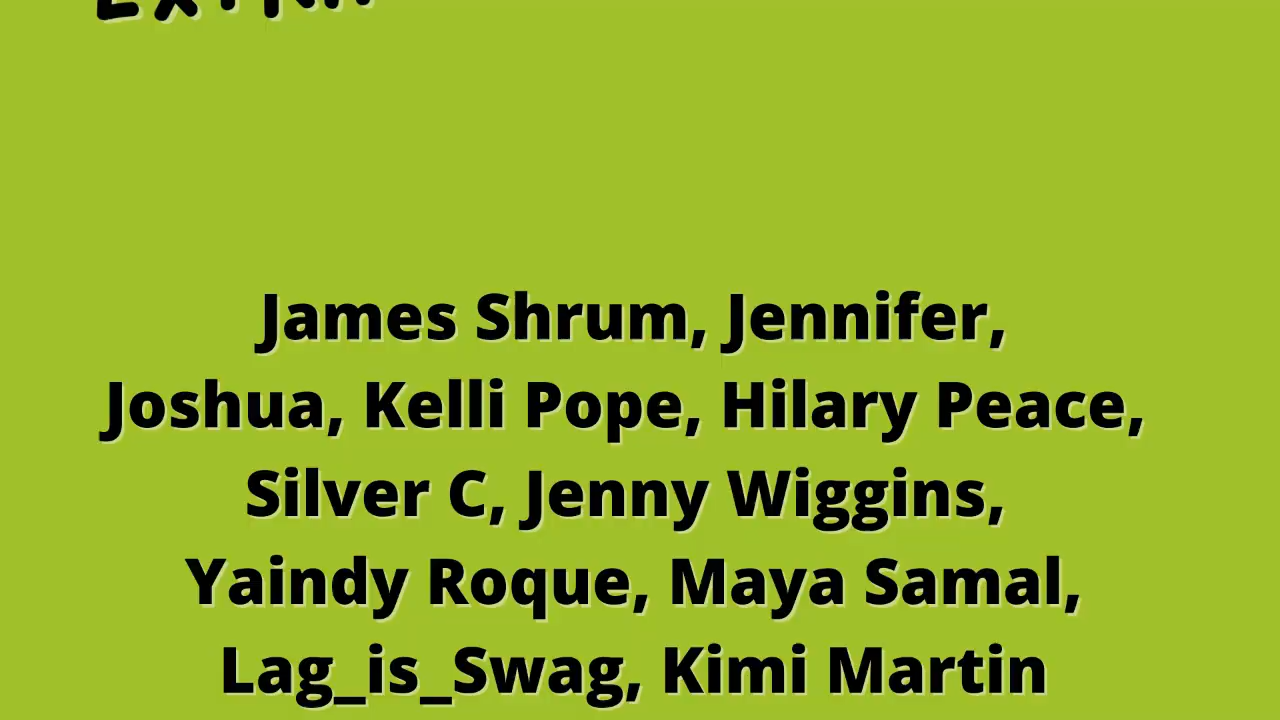 James Shrum, Jennifer,
Joshua, Kelli Pope, Hilary Peace,
Silver C, Jenny Wiggins,
Yaindy Roque, Maya Samal,
Lag_is_Swag, Kimi Martin